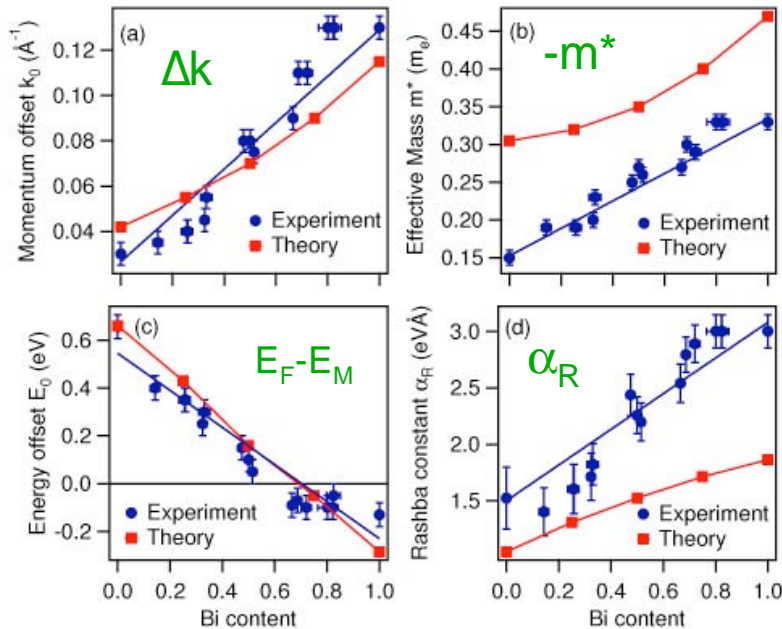 (a)
Δk
Momentum offset k₀ (Å⁻¹)
0.12
0.10
0.08
0.06
0.04
Experiment
Theory
(b)
-m*
Effective Mass m* (mₑ)
0.45
0.40
0.35
0.30
0.25
0.20
0.15
Experiment
Theory
(c)
E_F-E_M
Energy offset E₀ (eV)
0.6
0.4
0.2
0.0
-0.2
Experiment
Theory
0.0 0.2 0.4 0.6 0.8 1.0
Bi content
(d)
α_R
Rashba constant α_R (eVÅ)
3.0
2.5
2.0
1.5
Experiment
Theory
0.0 0.2 0.4 0.6 0.8 1.0
Bi content